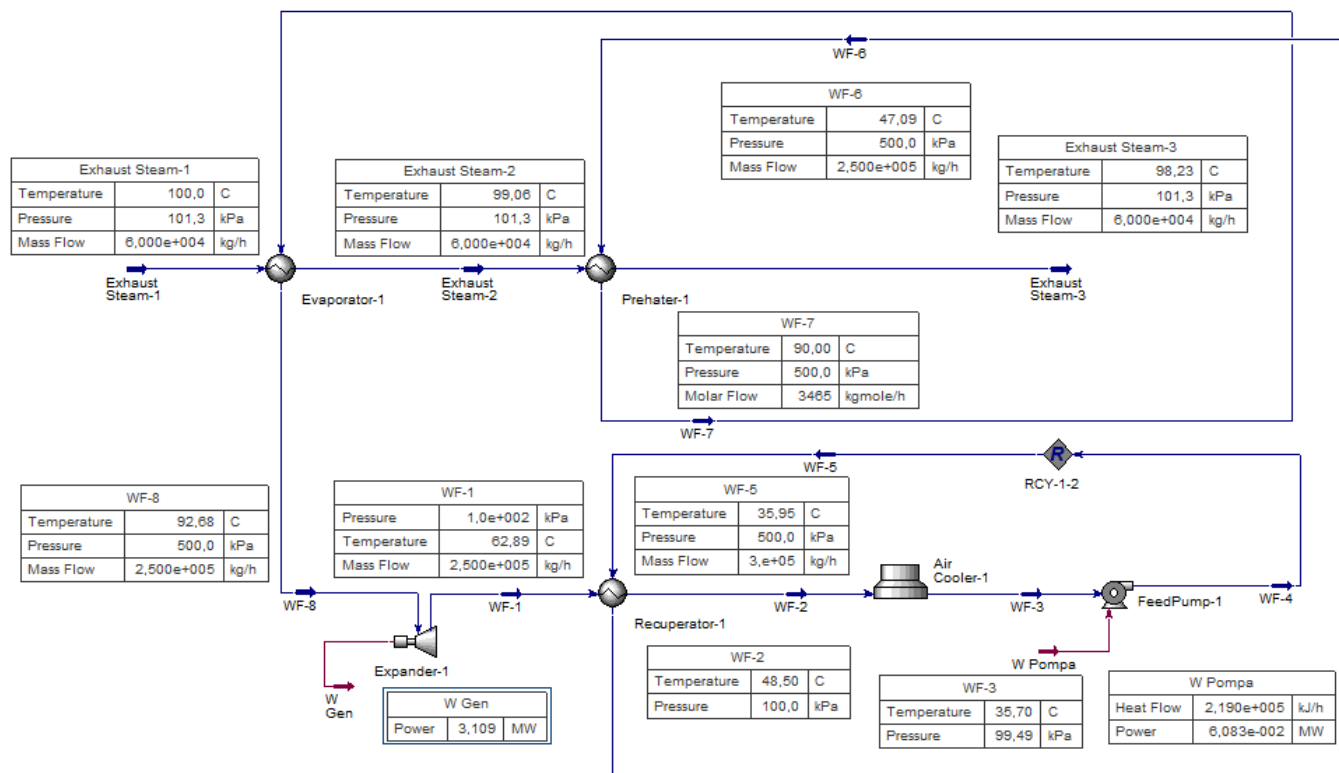 WF-6
WF-6
Temperature 47,09 C
Pressure 500,0 kPa
Mass Flow 2,500e+005 kg/h
Exhaust Steam-1
Temperature 100,0 C
Pressure 101,3 kPa
Mass Flow 6,000e+004 kg/h
Exhaust Steam-2
Temperature 99,06 C
Pressure 101,3 kPa
Mass Flow 6,000e+004 kg/h
Exhaust Steam-3
Temperature 98,23 C
Pressure 101,3 kPa
Mass Flow 6,000e+004 kg/h
Exhaust
Steam-1
Evaporator-1
Exhaust
Steam-2
Prehater-1
Exhaust
Steam-3
WF-7
Temperature 90,00 C
Pressure 500,0 kPa
Molar Flow 3465 kgmole/h
WF-7
WF-5
R
RCY-1-2
WF-8
Temperature 92,68 C
Pressure 500,0 kPa
Mass Flow 2,500e+005 kg/h
WF-1
Pressure 1,0e+002 kPa
Temperature 62,89 C
Mass Flow 2,500e+005 kg/h
WF-5
Temperature 35,95 C
Pressure 500,0 kPa
Mass Flow 3,e+05 kg/h
Air
Cooler-1
WF-8
WF-1
Recuperator-1
WF-2
WF-3
FeedPump-1
WF-4
Expander-1
W
Gen
W Gen
Power 3,109 MW
WF-2
Temperature 48,50 C
Pressure 100,0 kPa
W Pompa
WF-3
Temperature 35,70 C
Pressure 99,49 kPa
W Pompa
Heat Flow 2,190e+005 kJ/h
Power 6,083e-002 MW